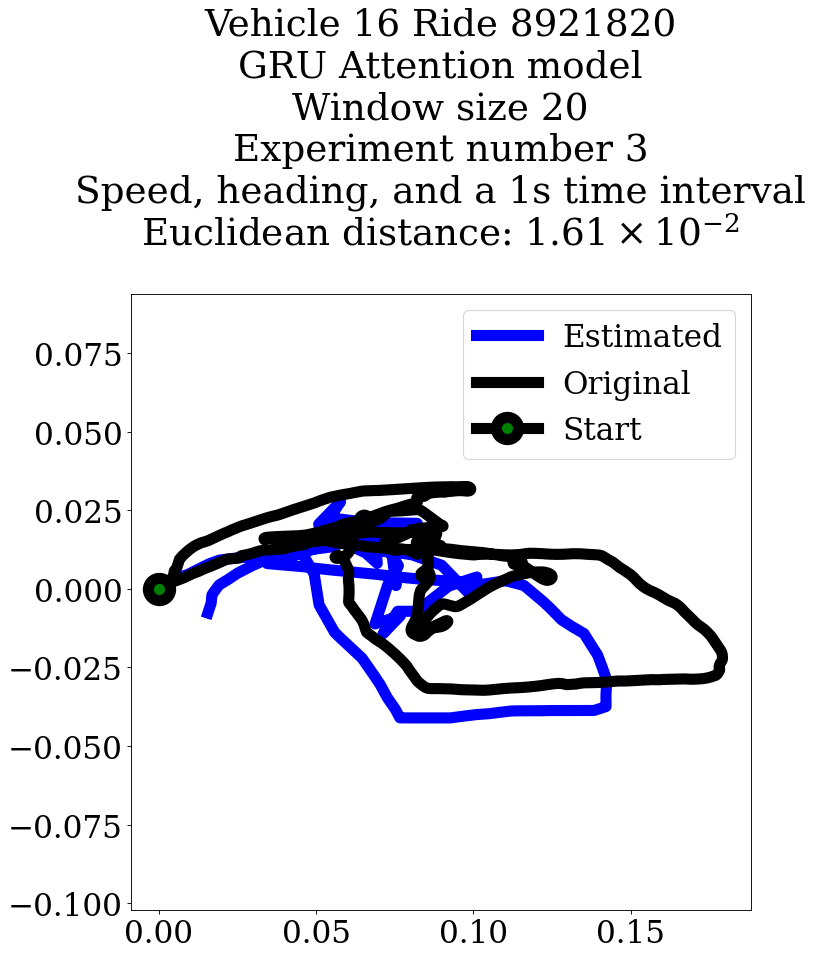 Vehicle 16 Ride 8921820
GRU Attention model
Window size 20
Experiment number 3
Speed, heading, and a 1s time interval
Euclidean distance: 1.61 × 10⁻²
Estimated
Original
Start
0.075
0.050
0.025
0.000
−0.025
−0.050
−0.075
−0.100
0.00 0.05 0.10 0.15